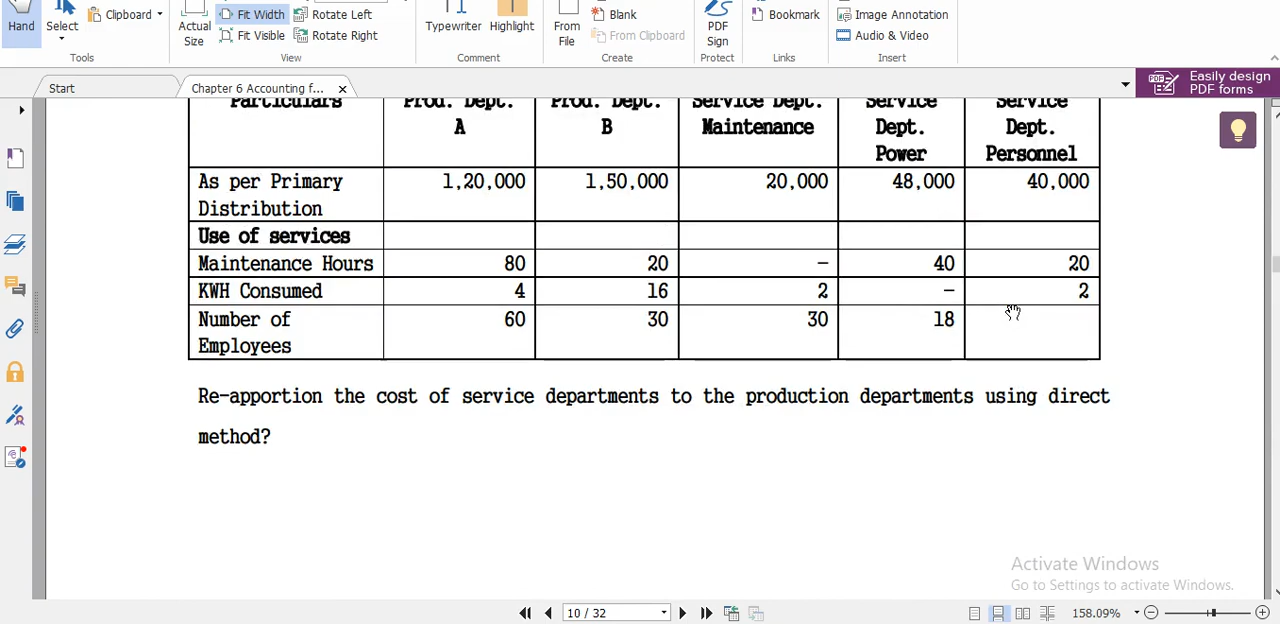 Hand
Select
Clipboard
Actual Size
Fit Width
Fit Visible
Rotate Left
Rotate Right
Typewriter
Highlight
From File
Blank
From Clipboard
PDF Sign
Bookmark
Image Annotation
Audio & Video
Tools
View
Comment
Create
Protect
Links
Insert
Start
Chapter 6 Accounting f...
Easily design
PDF forms
Particulars Prod. Dept. Prod. Dept. Service Dept. Service Service
A B Maintenance Dept. Dept.
Power Personnel
As per Primary 1,20,000 1,50,000 20,000 48,000 40,000
Distribution
Use of services
Maintenance Hours 80 20 – 40 20
KWH Consumed 4 16 2 – 2
Number of 60 30 30 18
Employees
Re-apportion the cost of service departments to the production departments using direct
method?
Activate Windows
Go to Settings to activate Windows.
10 / 32
158.09%